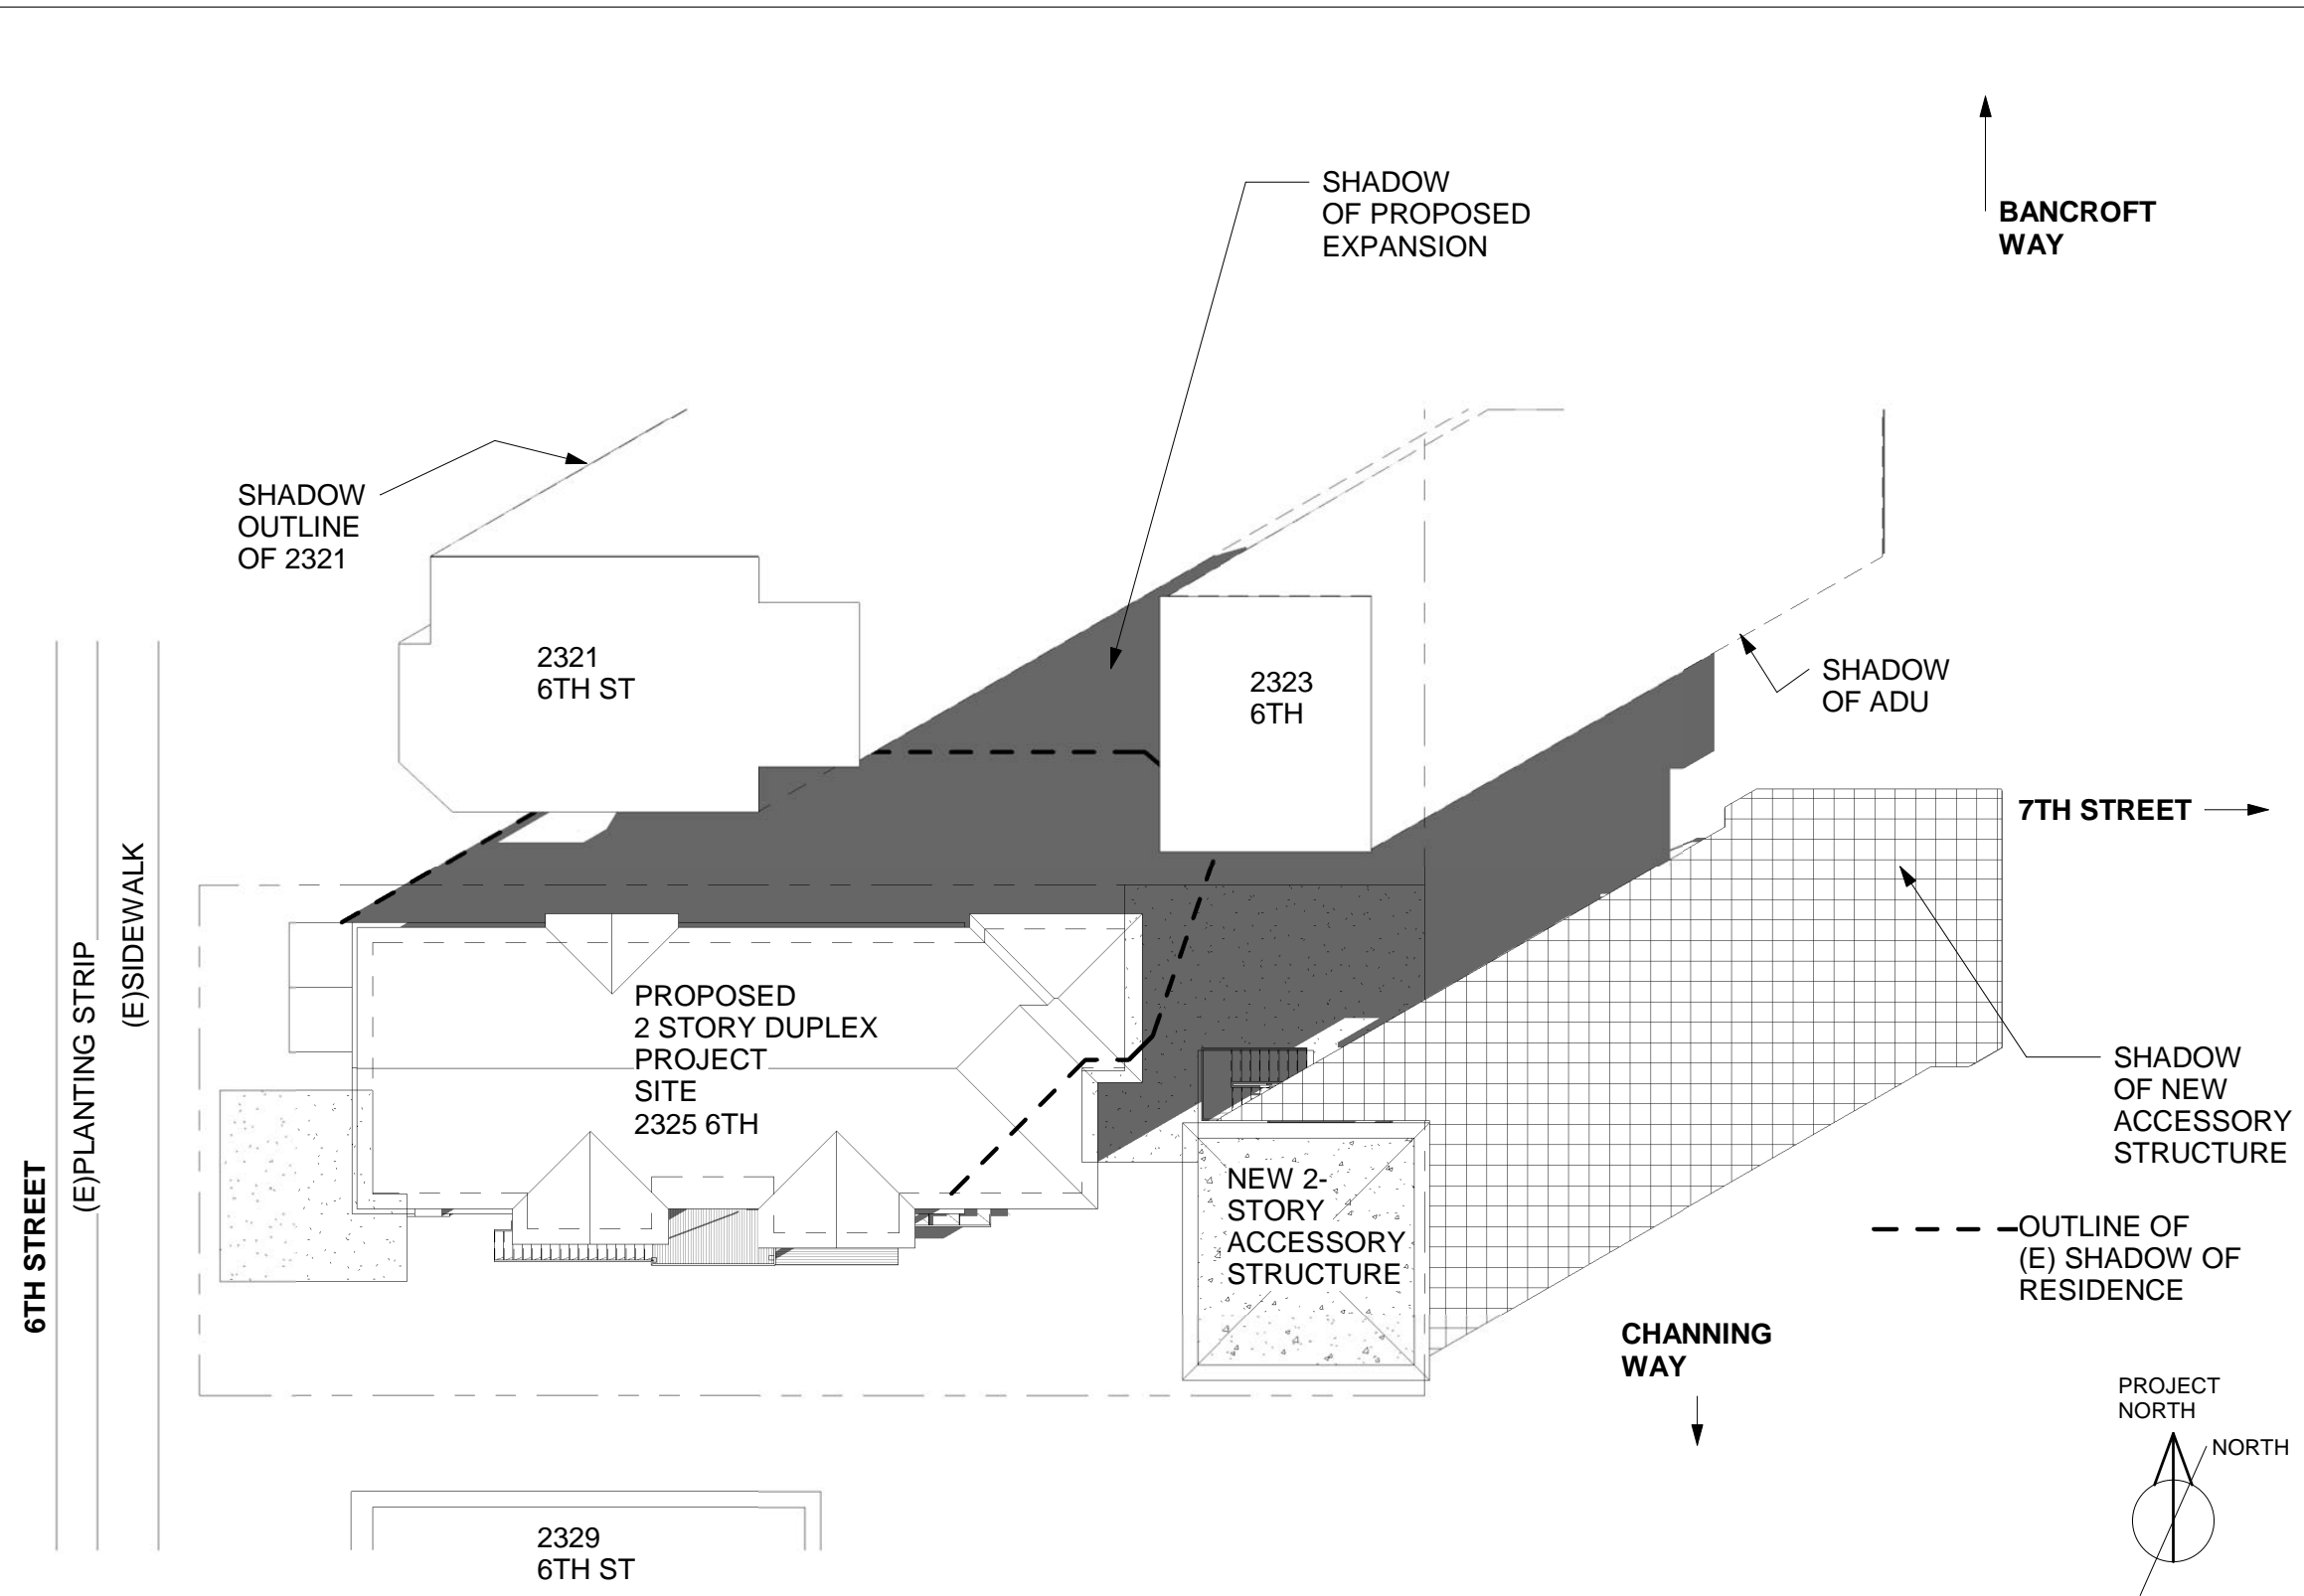 SHADOW
OF PROPOSED
EXPANSION
BANCROFT
WAY
SHADOW
OUTLINE
OF 2321
2321
6TH ST
2323
6TH
SHADOW
OF ADU
7TH STREET
(E)SIDEWALK
(E)PLANTING STRIP
6TH STREET
PROPOSED
2 STORY DUPLEX
PROJECT
SITE
2325 6TH
SHADOW
OF NEW
ACCESSORY
STRUCTURE
NEW 2-
STORY
ACCESSORY
STRUCTURE
OUTLINE OF
(E) SHADOW OF
RESIDENCE
CHANNING
WAY
PROJECT
NORTH
NORTH
2329
6TH ST